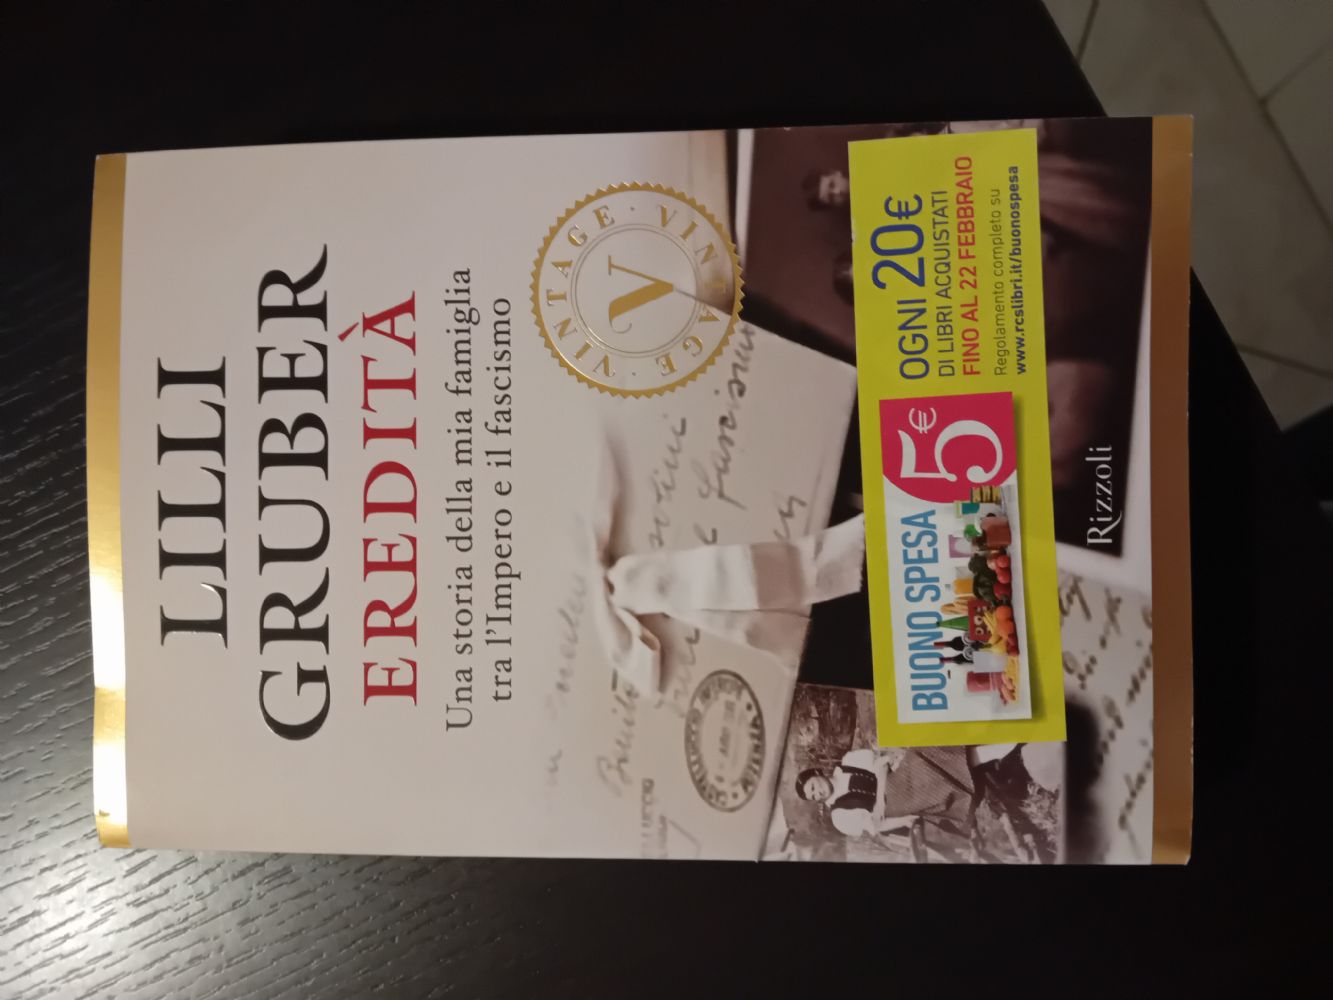 LILLI
GRUBER
EREDITÀ
Una storia della mia famiglia
tra l'Impero e il fascismo
VINTAGE · VINTAGE ·
V
BUONO SPESA
5€
OGNI 20€
DI LIBRI ACQUISTATI
FINO AL 22 FEBBRAIO
Regolamento completo su
www.rcslibri.it/buonospesa
Rizzoli